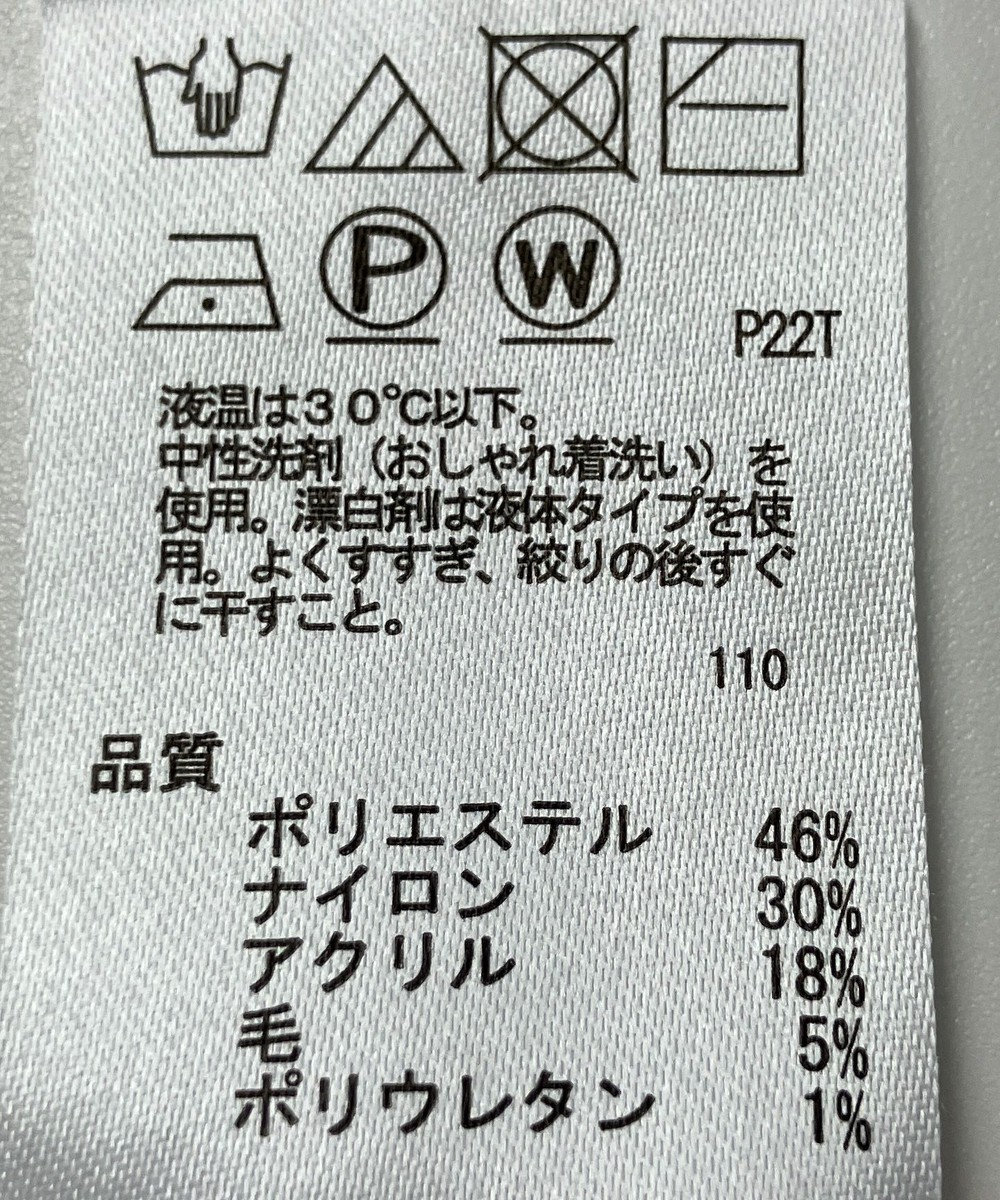 P
W
P22T
液温は30℃以下。
中性洗剤（おしゃれ着洗い）を
使用。漂白剤は液体タイプを使
用。よくすすぎ、絞りの後すぐ
に干すこと。
110
品質
ポリエステル 46%
ナイロン 30%
アクリル 18%
毛 5%
ポリウレタン 1%